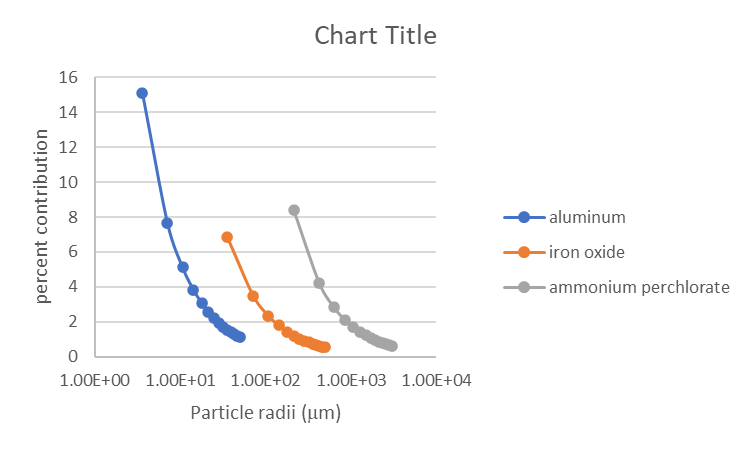 Chart Title
percent contribution
16
14
12
10
8
6
4
2
0
1.00E+00 1.00E+01 1.00E+02 1.00E+03 1.00E+04
Particle radii (μm)
aluminum
iron oxide
ammonium perchlorate